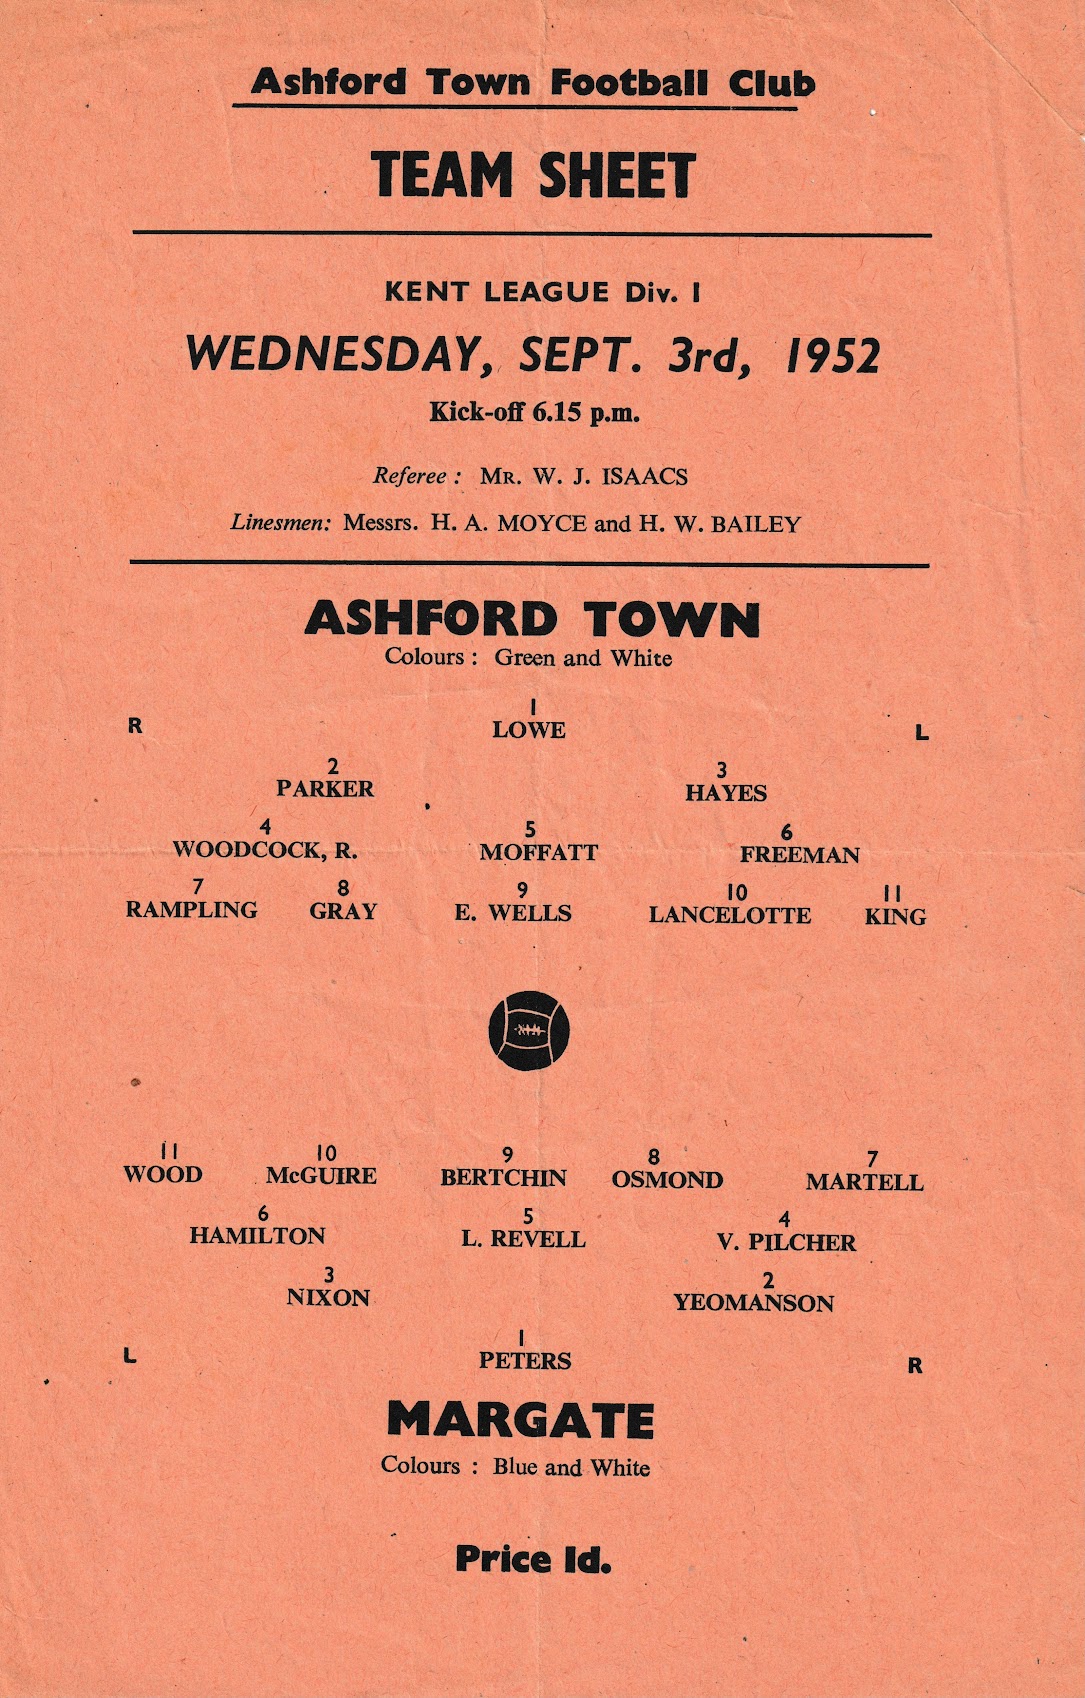 Ashford Town Football Club
TEAM SHEET
KENT LEAGUE Div. 1
WEDNESDAY, SEPT. 3rd, 1952
Kick-off 6.15 p.m.
Referee : MR. W. J. ISAACS
Linesmen: Messrs. H. A. MOYCE and H. W. BAILEY
ASHFORD TOWN
Colours : Green and White
1
R LOWE L
2 3
PARKER HAYES
4 5 6
WOODCOCK, R. MOFFATT FREEMAN
7 8 9 10 11
RAMPLING GRAY E. WELLS LANCELOTTE KING
11 10 9 8 7
WOOD McGUIRE BERTCHIN OSMOND MARTELL
6 5 4
HAMILTON L. REVELL V. PILCHER
3 2
NIXON YEOMANSON
1
L PETERS R
MARGATE
Colours : Blue and White
Price 1d.